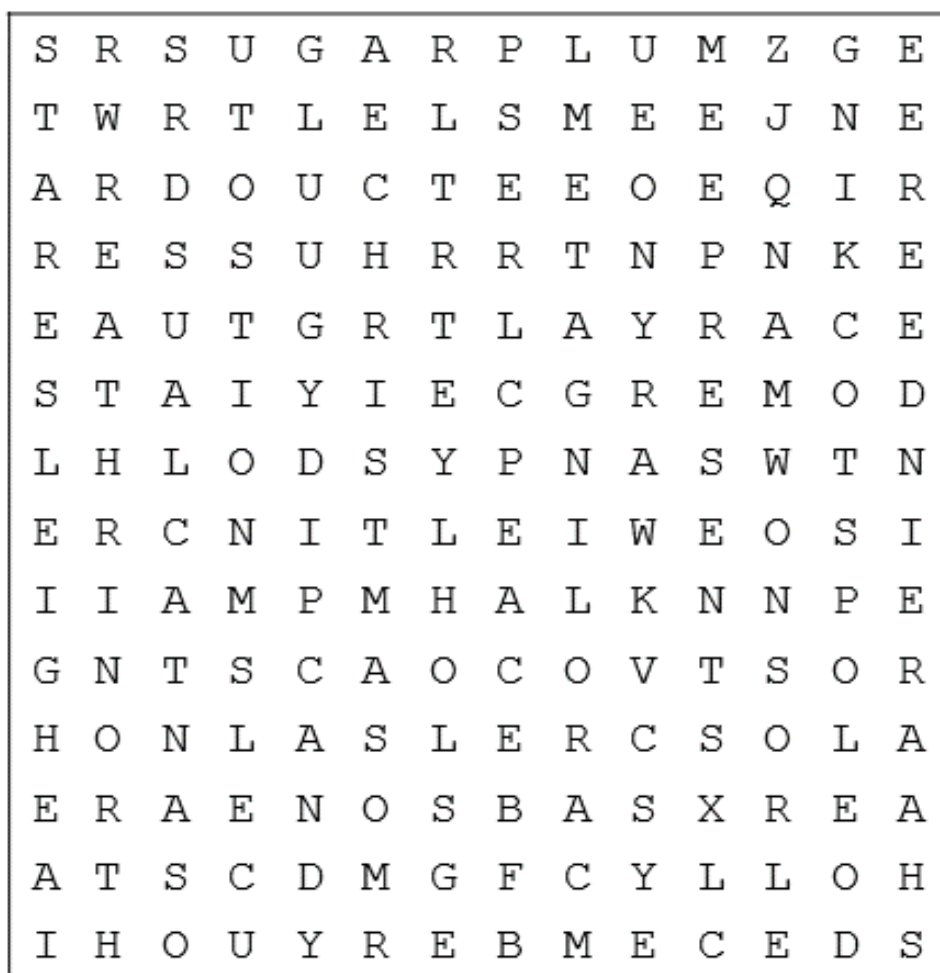 S R S U G A R P L U M Z G E
T W R T L E L S M E E J N E
A R D O U C T E E O E Q I R
R E S S U H R R T N P N K E
E A U T G R T L A Y R A C E
S T A I Y I E C G R E M O D
L H L O D S Y P N A S W T N
E R C N I T L E I W E O S I
I I A M P M H A L K N N P E
G N T S C A O C O V T S O R
H O N L A S L E R C S O L A
E R A E N O S B A S X R E A
A T S C D M G F C Y L L O H
I H O U Y R E B M E C E D S